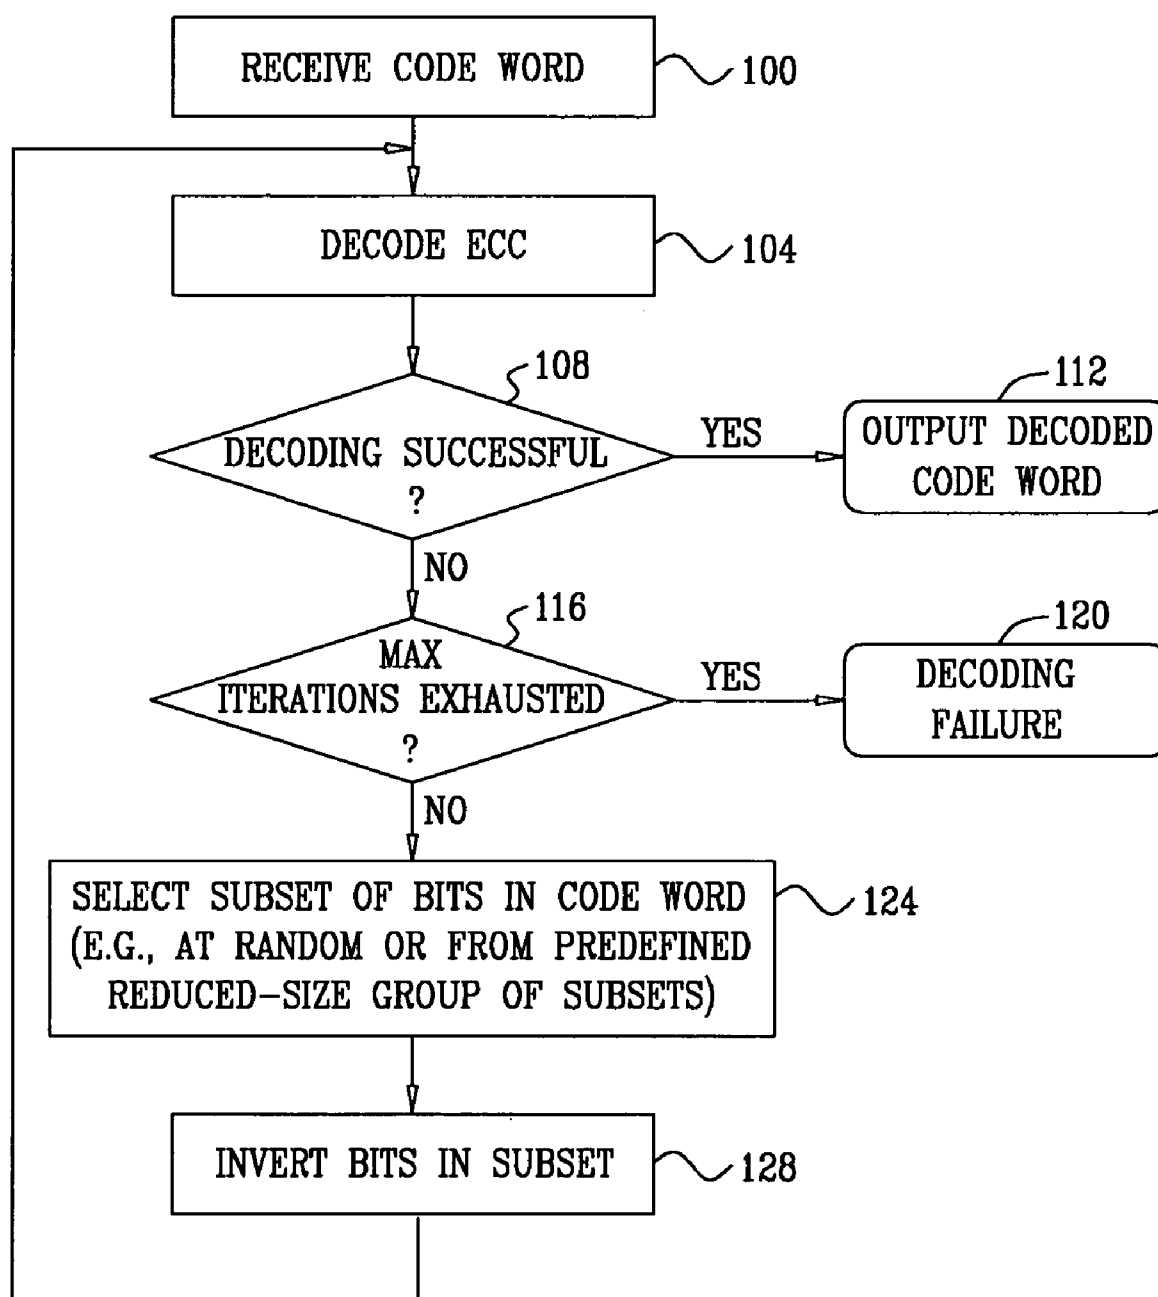 RECEIVE CODE WORD
100
DECODE ECC
104
108
DECODING SUCCESSFUL
?
YES
112
OUTPUT DECODED
CODE WORD
NO
116
MAX
ITERATIONS EXHAUSTED
?
YES
120
DECODING
FAILURE
NO
SELECT SUBSET OF BITS IN CODE WORD
(E.G., AT RANDOM OR FROM PREDEFINED
REDUCED-SIZE GROUP OF SUBSETS)
124
INVERT BITS IN SUBSET
128